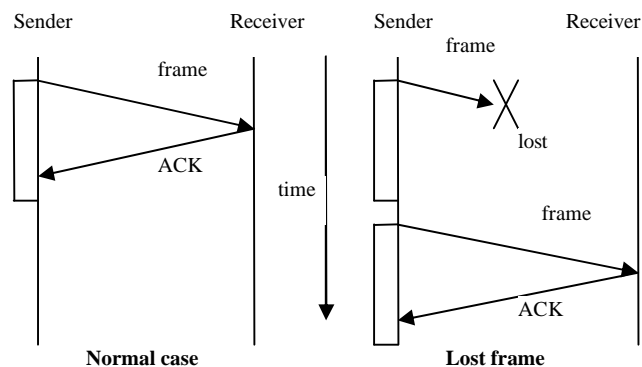 Sender Receiver Sender Receiver
frame
frame
lost
ACK
time
frame
ACK
Normal case Lost frame